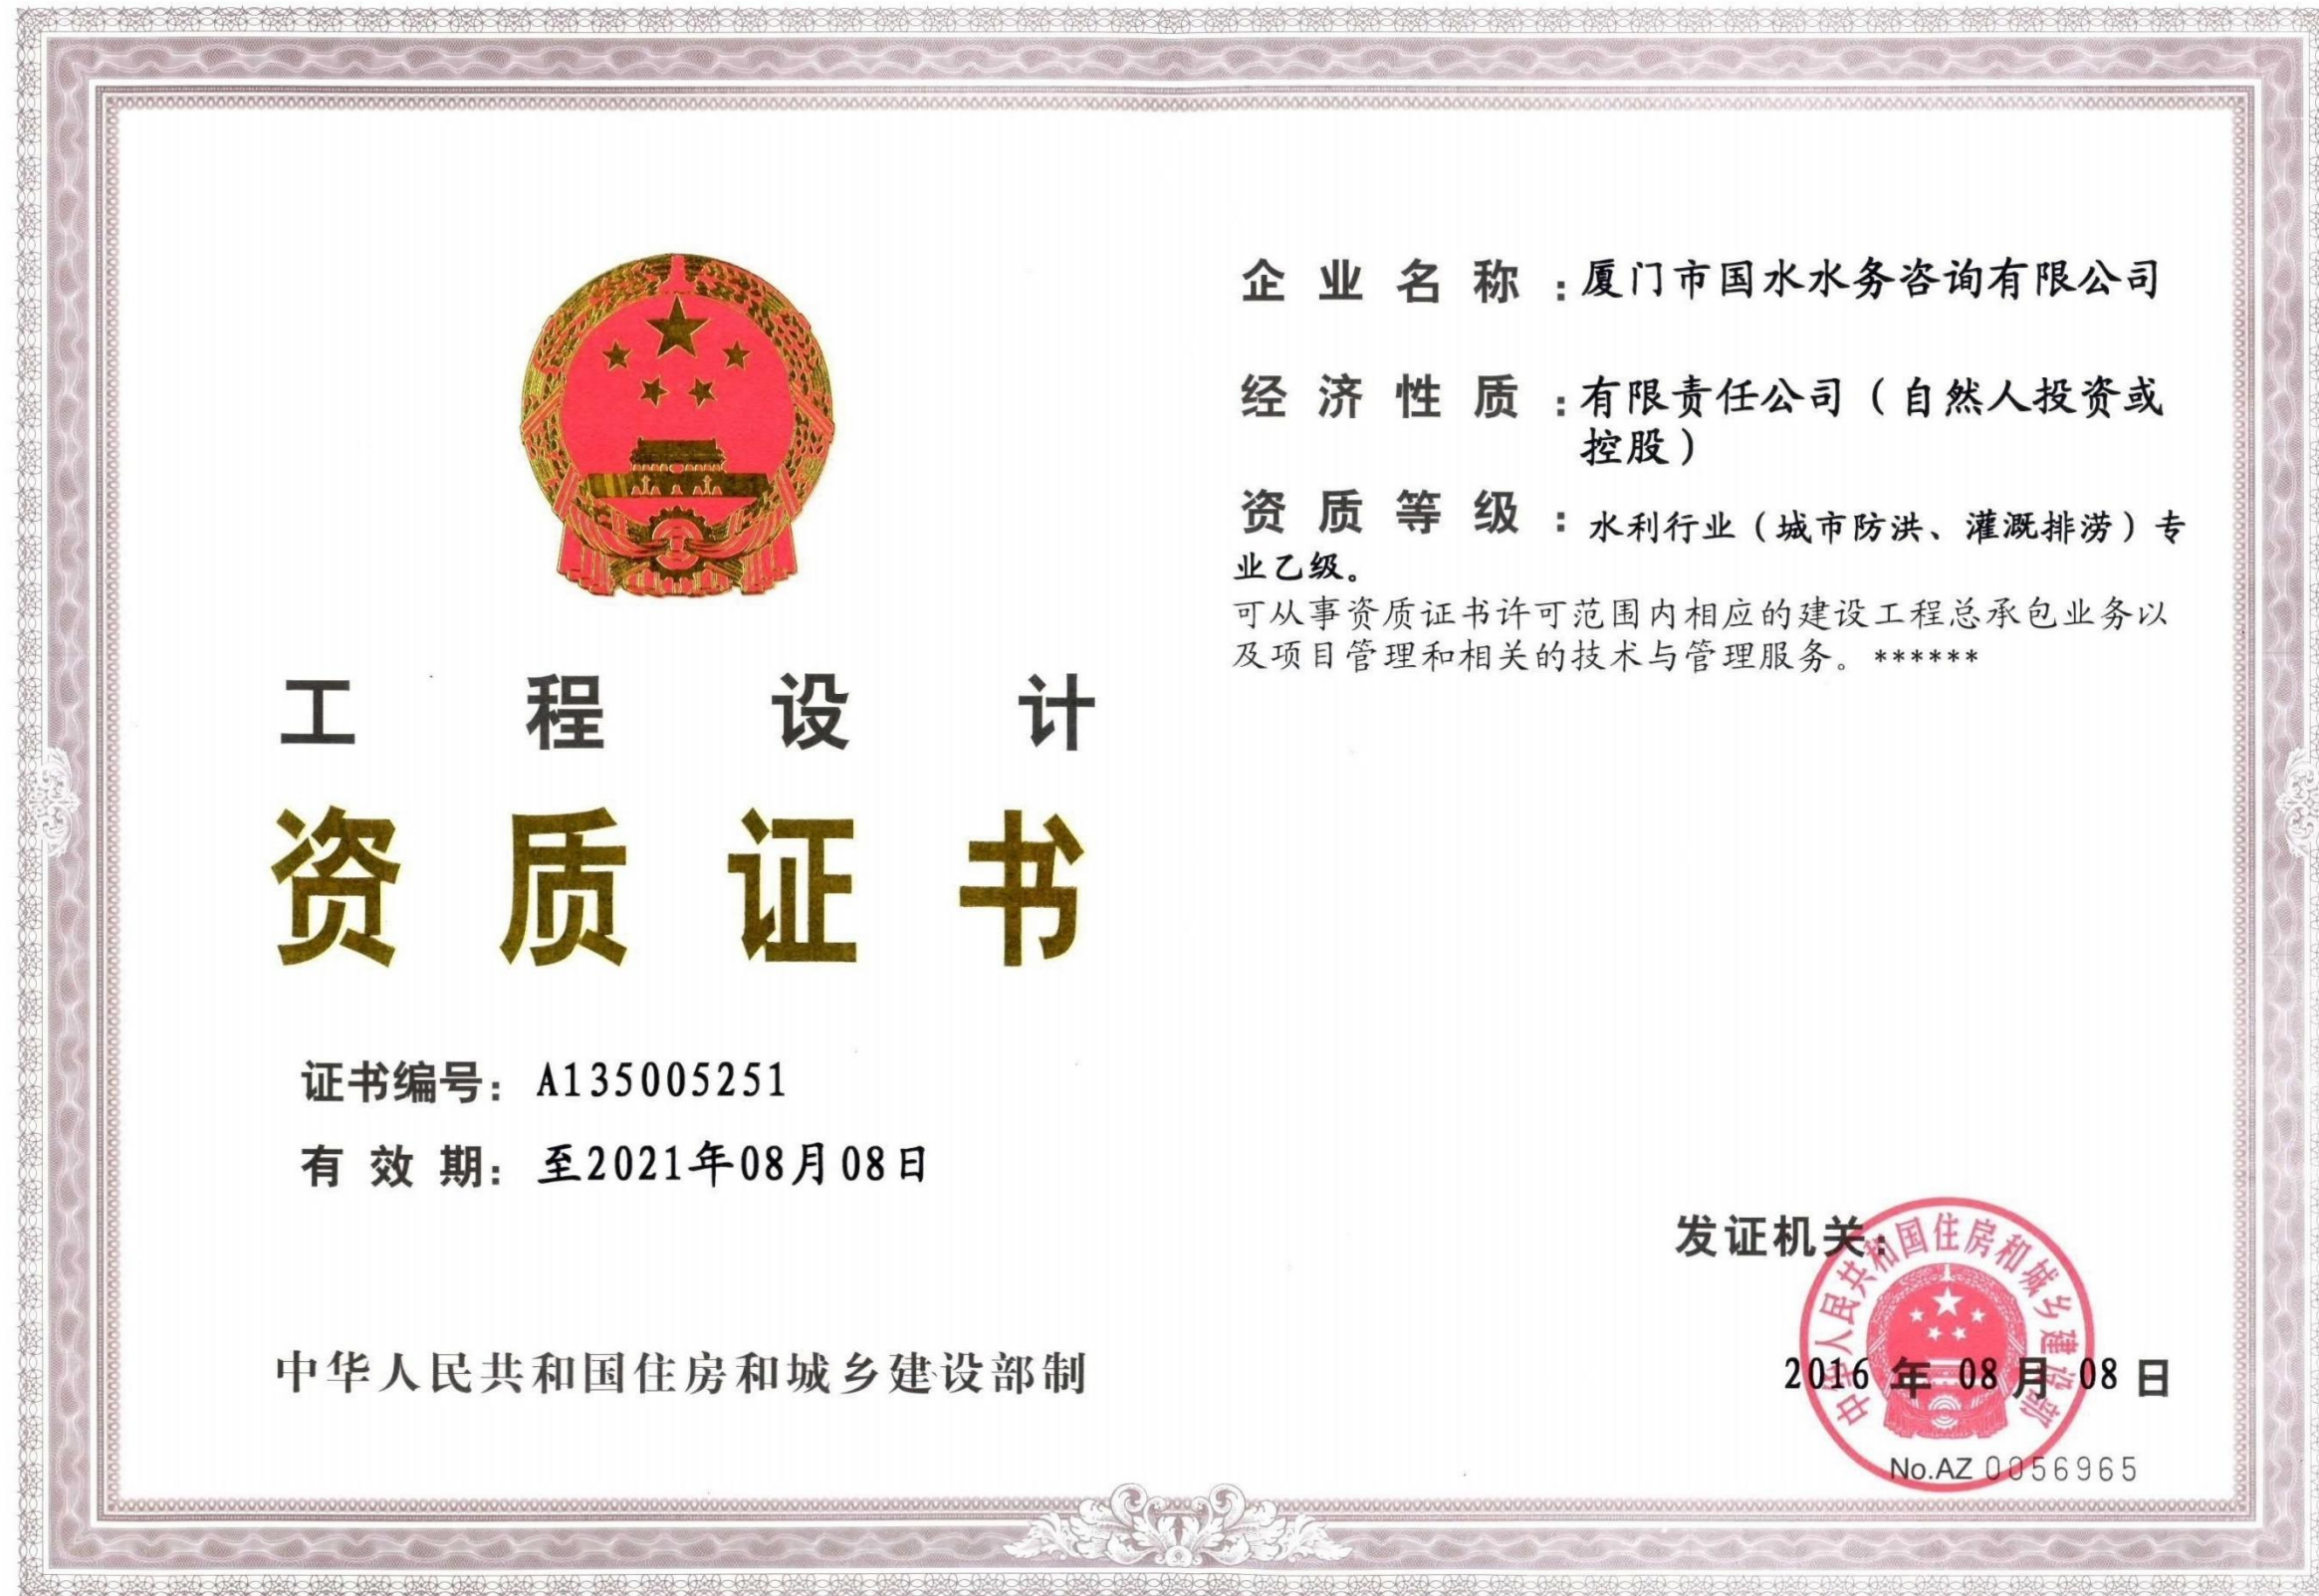 工程设计
资质证书
证书编号：A135005251
有效期：至2021年08月08日
中华人民共和国住房和城乡建设部制
企业名称：厦门市国水水务咨询有限公司
经济性质：有限责任公司（自然人投资或
控股）
资质等级：水利行业（城市防洪、灌溉排涝）专
业乙级。
可从事资质证书许可范围内相应的建设工程总承包业务以
及项目管理和相关的技术与管理服务。******
发证机关：
中华人民共和国住房和城乡建设部
2016年08月08日
No.AZ 0056965